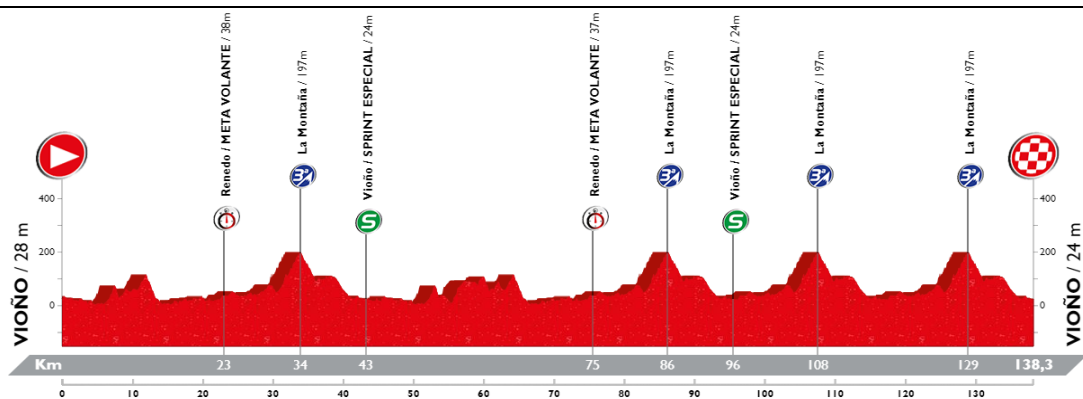 Renedo / META VOLANTE / 38m
La Montaña / 197m
Vioño / SPRINT ESPECIAL / 24m
Renedo / META VOLANTE / 37m
La Montaña / 197m
Vioño / SPRINT ESPECIAL / 24m
La Montaña / 197m
La Montaña / 197m
3ª
S
3ª
S
3ª
3ª
VIOÑO / 28 m
400
200
0
400
200
0
VIOÑO / 24 m
Km 23 34 43 75 86 96 108 129 138,3
0 10 20 30 40 50 60 70 80 90 100 110 120 130